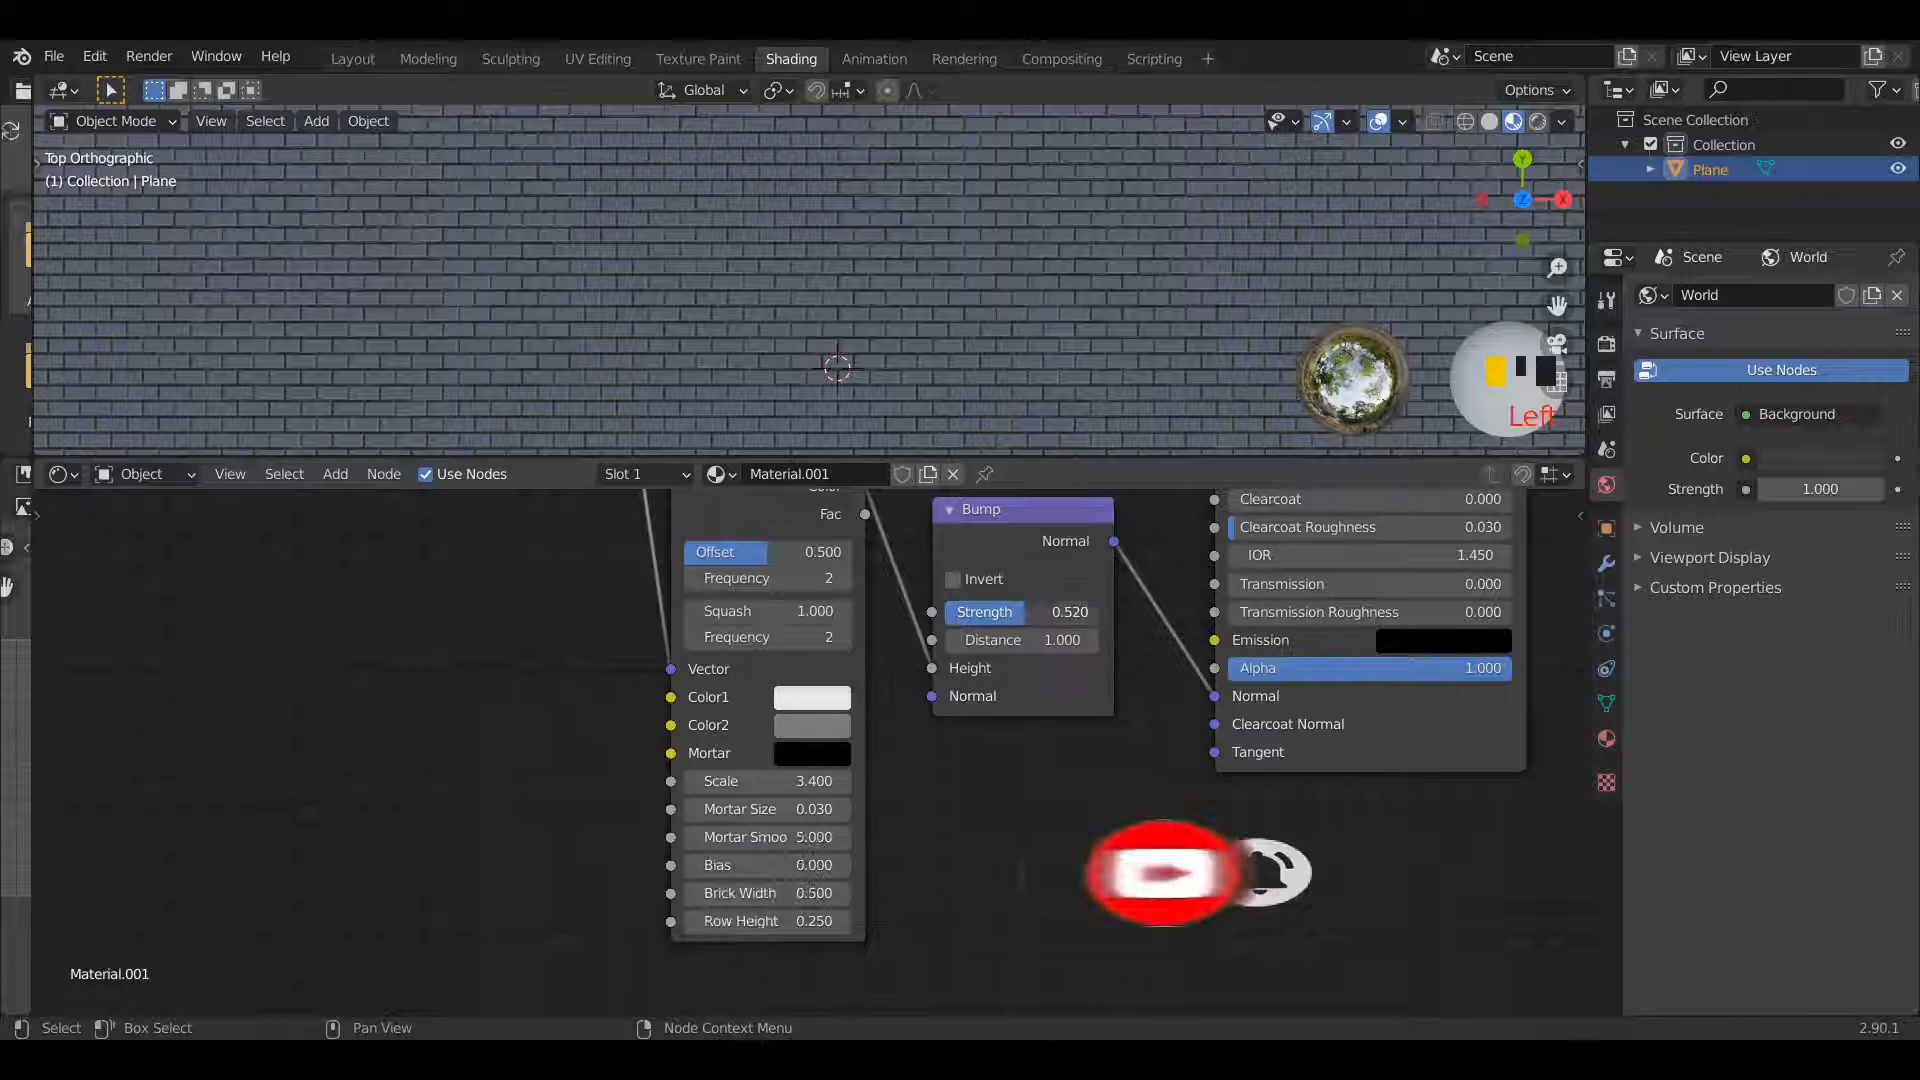 File Edit Render Window Help Layout Modeling Sculpting UV Editing Texture Paint Shading Animation Rendering Compositing Scripting + Scene View Layer
Global Options
Object Mode View Select Add Object
Scene Collection
Collection
Plane
Top Orthographic
(1) Collection | Plane
Y
Z X
Left
Scene World
World
Surface
Use Nodes
Surface Background
Color
Strength 1.000
Volume
Viewport Display
Custom Properties
Object View Select Add Node Use Nodes Slot 1 Material.001
Fac
Offset 0.500
Frequency 2
Squash 1.000
Frequency 2
Vector
Color1
Color2
Mortar
Scale 3.400
Mortar Size 0.030
Mortar Smoo 5.000
Bias 0.000
Brick Width 0.500
Row Height 0.250
Bump
Normal
Invert
Strength 0.520
Distance 1.000
Height
Normal
Clearcoat 0.000
Clearcoat Roughness 0.030
IOR 1.450
Transmission 0.000
Transmission Roughness 0.000
Emission
Alpha 1.000
Normal
Clearcoat Normal
Tangent
Material.001
Select Box Select Pan View Node Context Menu 2.90.1